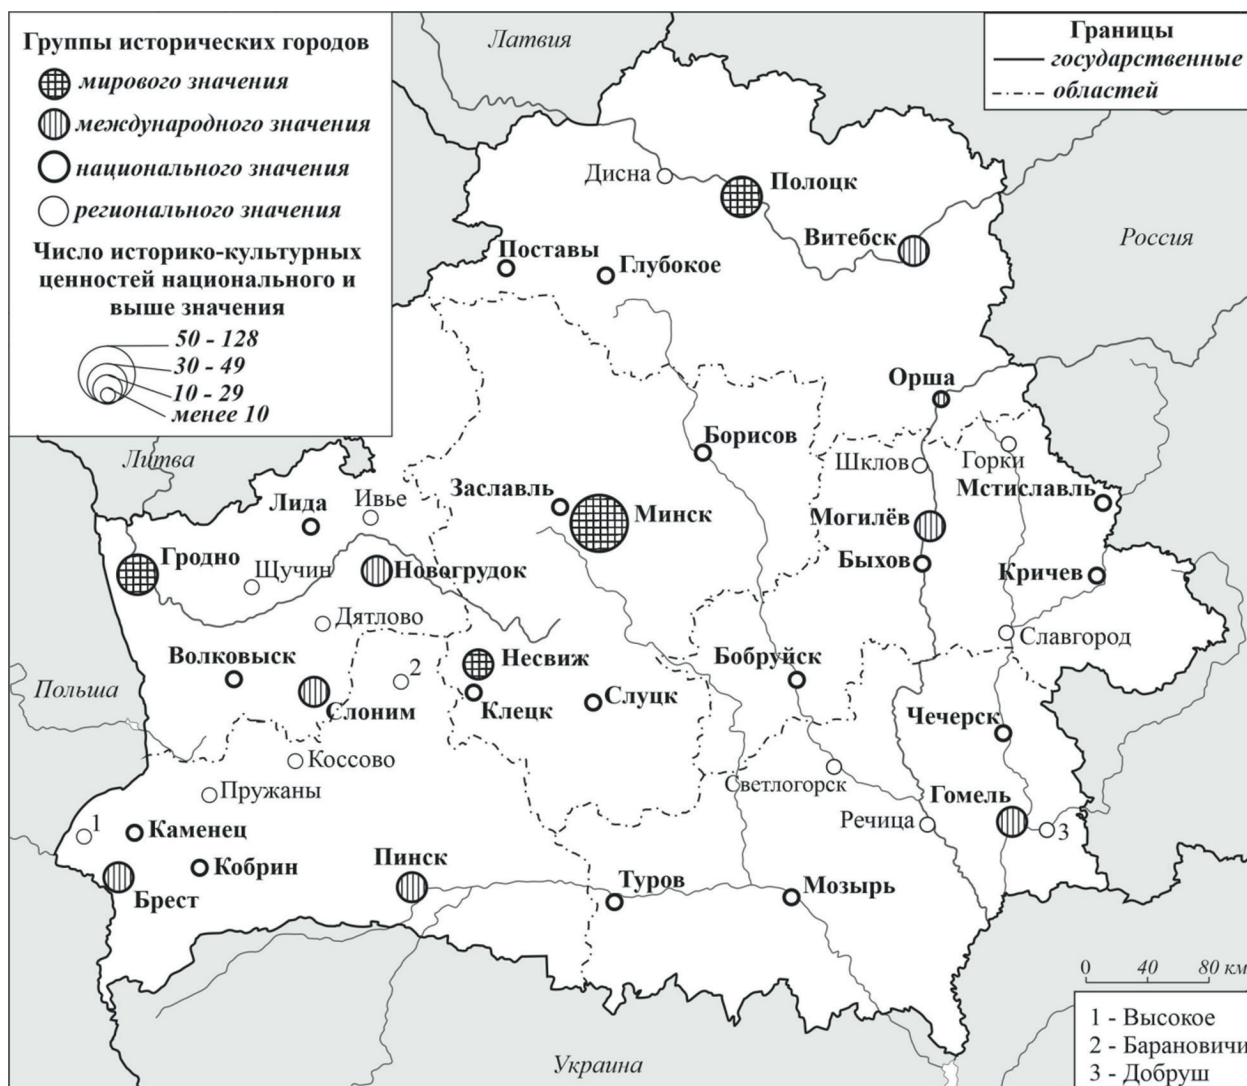 Группы исторических городов
мирового значения
международного значения
национального значения
регионального значения
Число историко-культурных
ценностей национального и
выше значения
50 - 128
30 - 49
10 - 29
менее 10
Границы
государственные
областей
Латвия
Россия
Литва
Польша
Украина
Дисна
Полоцк
Витебск
Поставы
Глубокое
Орша
Борисов
Шклов
Горки
Мстиславль
Заславль
Минск
Могилёв
Быхов
Кричев
Лида
Ивье
Гродно
Щучин
Новогрудок
Дятлово
Славгород
Волковыск
Слоним
2
Несвиж
Клецк
Слуцк
Бобруйск
Чечерск
Коссово
Пружаны
Светлогорск
Речица
Гомель
3
1
Каменец
Кобрин
Брест
Пинск
Туров
Мозырь
0 40 80 км
1 - Высокое
2 - Барановичи
3 - Добруш